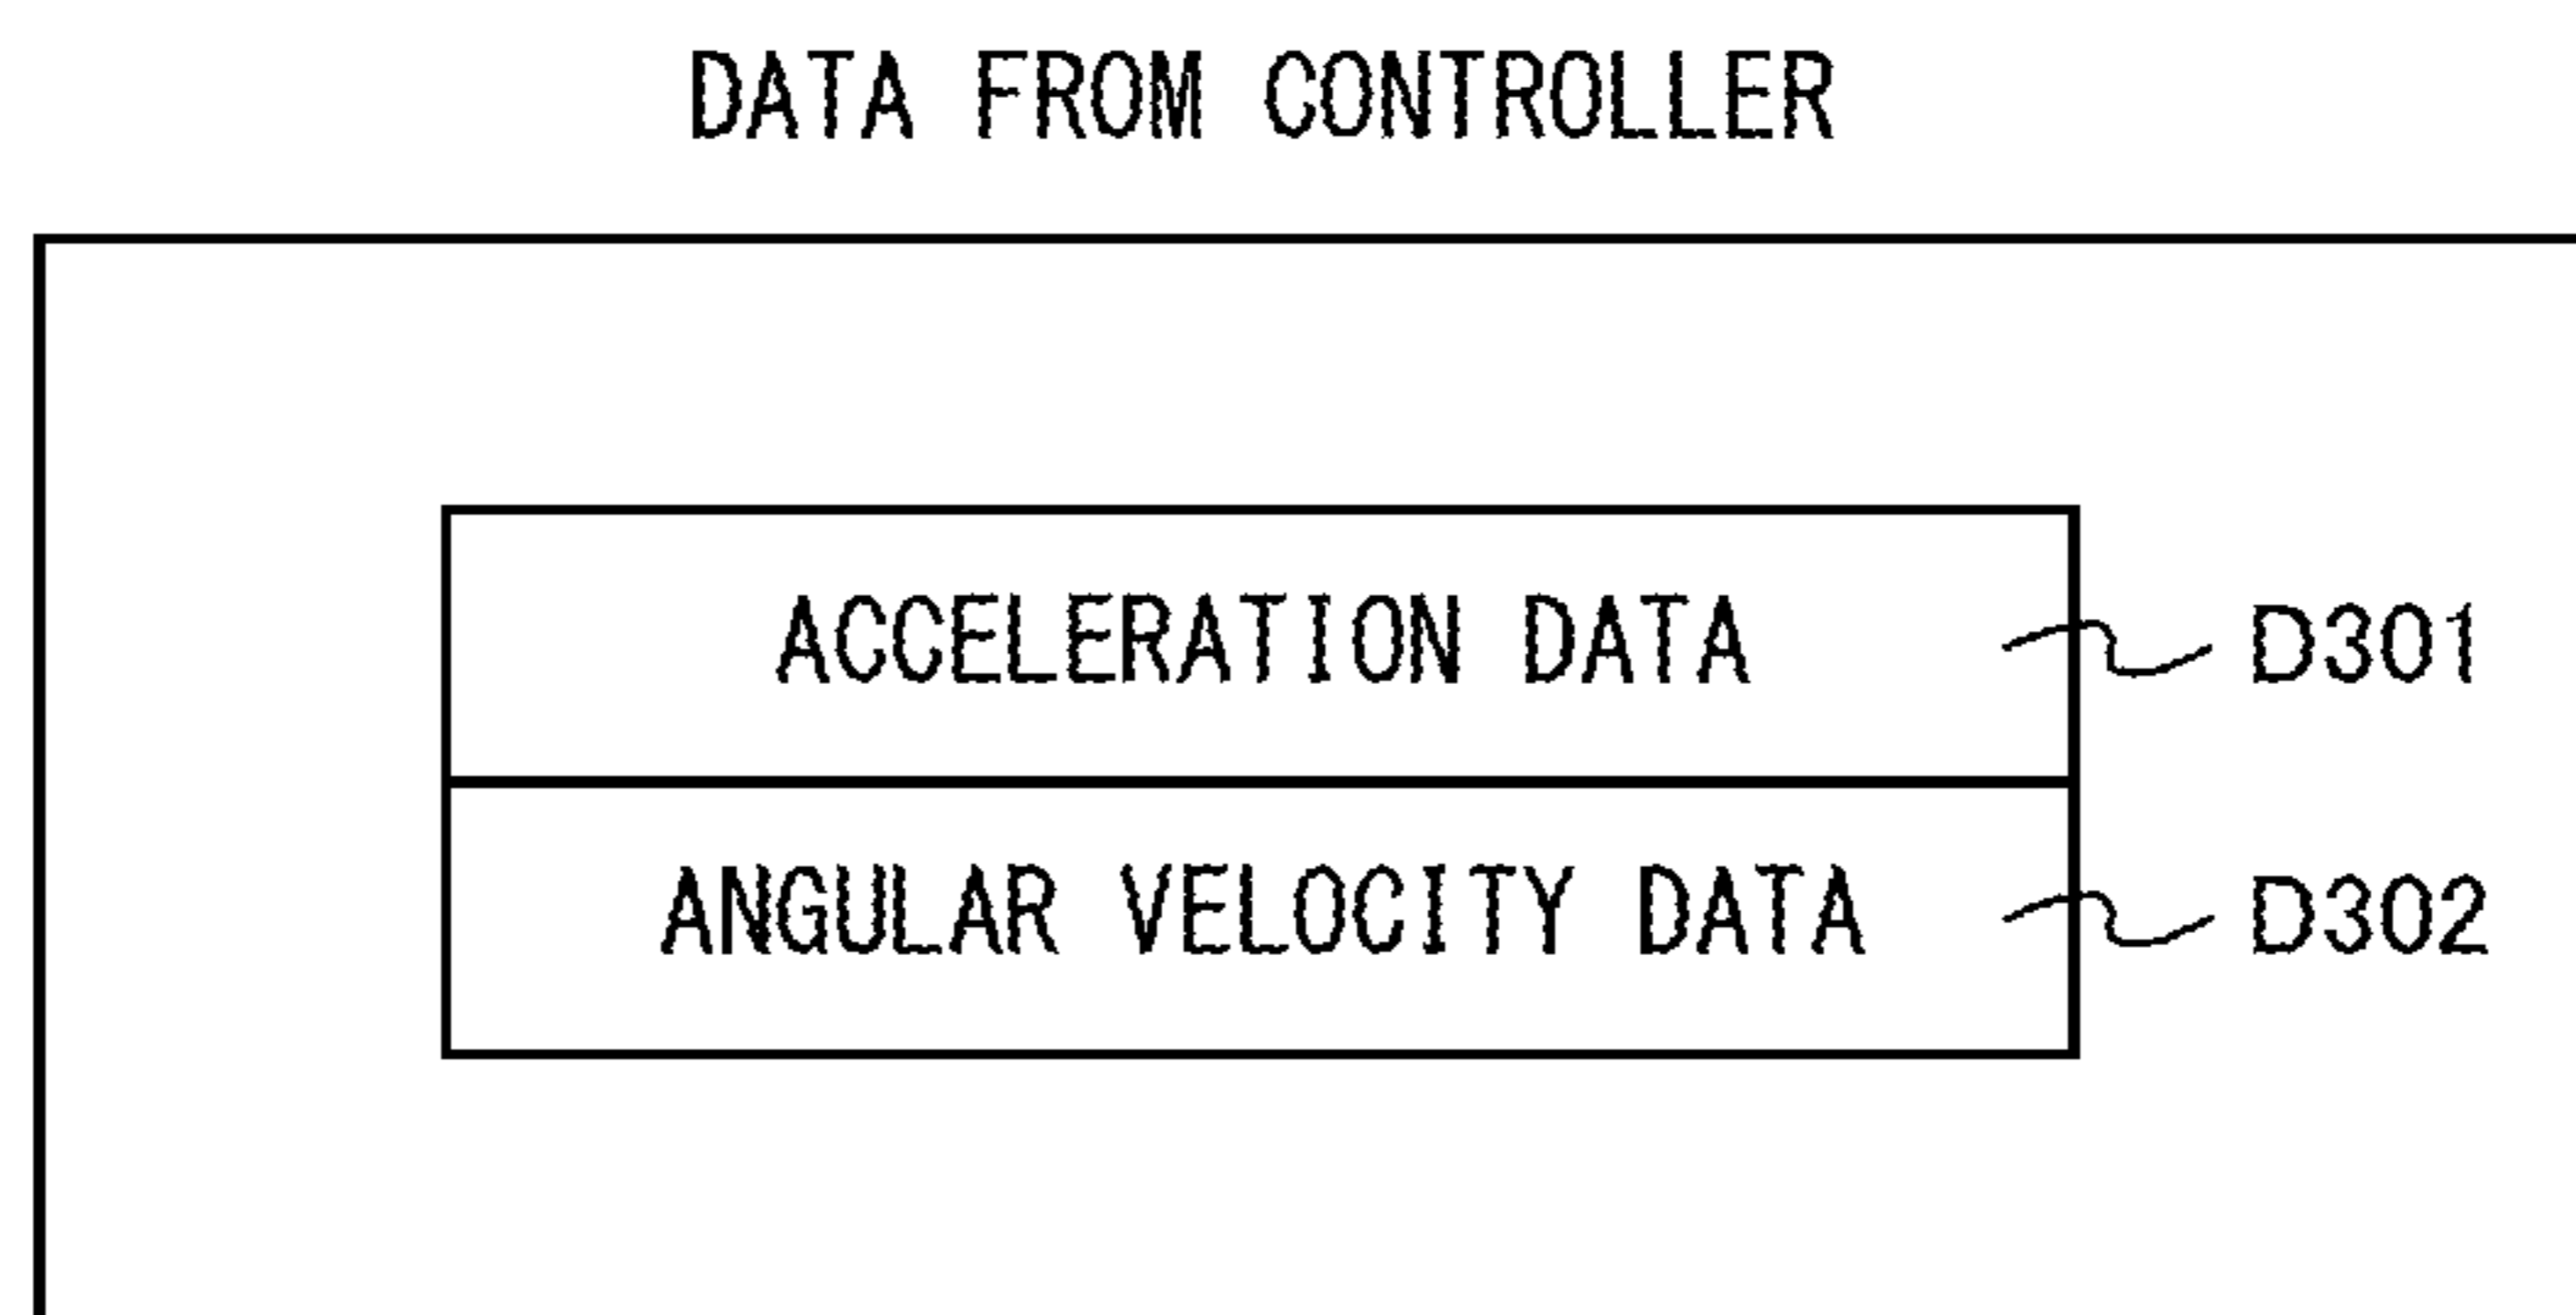 DATA FROM CONTROLLER
ACCELERATION DATA D301
ANGULAR VELOCITY DATA D302